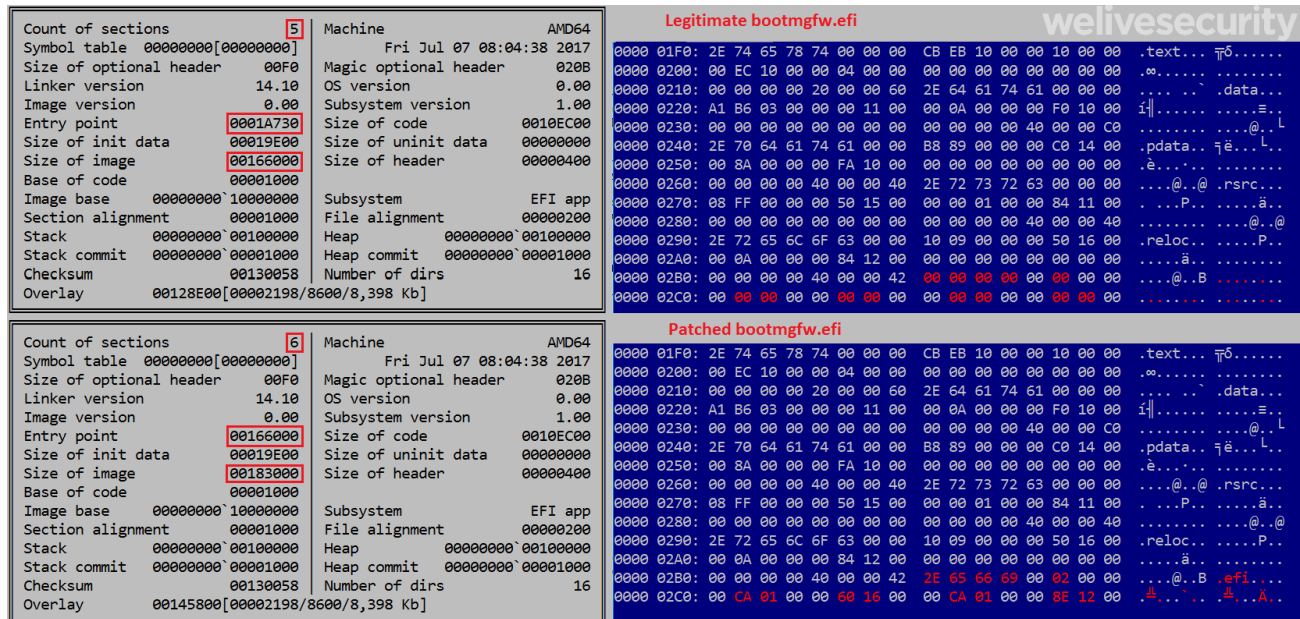 Count of sections 5 Machine AMD64
Symbol table 00000000[00000000] Fri Jul 07 08:04:38 2017
Size of optional header 00F0 Magic optional header 020B
Linker version 14.10 OS version 0.00
Image version 0.00 Subsystem version 1.00
Entry point 0001A730 Size of code 0010EC00
Size of init data 00019E00 Size of uninit data 00000000
Size of image 00166000 Size of header 00000400
Base of code 00001000
Image base 00000000`10000000 Subsystem EFI app
Section alignment 00001000 File alignment 00000200
Stack 00000000`00100000 Heap 00000000`00100000
Stack commit 00000000`00001000 Heap commit 00000000`00001000
Checksum 00130058 Number of dirs 16
Overlay 00128E00[00002198/8600/8,398 Kb]
Legitimate bootmgfw.efi
welivesecurity
0000 01F0: 2E 74 65 78 74 00 00 00 CB EB 10 00 00 10 00 00 .text... ╦δ......
0000 0200: 00 EC 10 00 00 04 00 00 00 00 00 00 00 00 00 00 .∞...... ........
0000 0210: 00 00 00 00 20 00 00 60 2E 64 61 74 61 00 00 00 .... ..` .data...
0000 0220: A1 B6 03 00 00 00 11 00 00 0A 00 00 00 F0 10 00 í╢...... .....≡..
0000 0230: 00 00 00 00 00 00 00 00 00 00 00 00 40 00 00 C0 ........ ....@..└
0000 0240: 2E 70 64 61 74 61 00 00 B8 89 00 00 00 C0 14 00 .pdata.. ╕ë...└..
0000 0250: 00 8A 00 00 00 FA 10 00 00 00 00 00 00 00 00 00 .è...·.. ........
0000 0260: 00 00 00 00 40 00 00 40 2E 72 73 72 63 00 00 00 ....@..@ .rsrc...
0000 0270: 08 FF 00 00 00 50 15 00 00 00 01 00 00 84 11 00 . ...P.. .....ä..
0000 0280: 00 00 00 00 00 00 00 00 00 00 00 00 40 00 00 40 ........ ....@..@
0000 0290: 2E 72 65 6C 6F 63 00 00 10 09 00 00 00 50 16 00 .reloc.. .....P..
0000 02A0: 00 0A 00 00 00 84 12 00 00 00 00 00 00 00 00 00 .....ä.. ........
0000 02B0: 00 00 00 00 40 00 00 42 00 00 00 00 00 00 00 00 ....@..B ........
0000 02C0: 00 00 00 00 00 00 00 00 00 00 00 00 00 00 00 00 ........ ........
Count of sections 6 Machine AMD64
Symbol table 00000000[00000000] Fri Jul 07 08:04:38 2017
Size of optional header 00F0 Magic optional header 020B
Linker version 14.10 OS version 0.00
Image version 0.00 Subsystem version 1.00
Entry point 00166000 Size of code 0010EC00
Size of init data 00019E00 Size of uninit data 00000000
Size of image 00183000 Size of header 00000400
Base of code 00001000
Image base 00000000`10000000 Subsystem EFI app
Section alignment 00001000 File alignment 00000200
Stack 00000000`00100000 Heap 00000000`00100000
Stack commit 00000000`00001000 Heap commit 00000000`00001000
Checksum 00130058 Number of dirs 16
Overlay 00145800[00002198/8600/8,398 Kb]
Patched bootmgfw.efi
0000 01F0: 2E 74 65 78 74 00 00 00 CB EB 10 00 00 10 00 00 .text... ╦δ......
0000 0200: 00 EC 10 00 00 04 00 00 00 00 00 00 00 00 00 00 .∞...... ........
0000 0210: 00 00 00 00 20 00 00 60 2E 64 61 74 61 00 00 00 .... ..` .data...
0000 0220: A1 B6 03 00 00 00 11 00 00 0A 00 00 00 F0 10 00 í╢...... .....≡..
0000 0230: 00 00 00 00 00 00 00 00 00 00 00 00 40 00 00 C0 ........ ....@..└
0000 0240: 2E 70 64 61 74 61 00 00 B8 89 00 00 00 C0 14 00 .pdata.. ╕ë...└..
0000 0250: 00 8A 00 00 00 FA 10 00 00 00 00 00 00 00 00 00 .è...·.. ........
0000 0260: 00 00 00 00 40 00 00 40 2E 72 73 72 63 00 00 00 ....@..@ .rsrc...
0000 0270: 08 FF 00 00 00 50 15 00 00 00 01 00 00 84 11 00 . ...P.. .....ä..
0000 0280: 00 00 00 00 00 00 00 00 00 00 00 00 40 00 00 40 ........ ....@..@
0000 0290: 2E 72 65 6C 6F 63 00 00 10 09 00 00 00 50 16 00 .reloc.. .....P..
0000 02A0: 00 0A 00 00 00 84 12 00 00 00 00 00 00 00 00 00 .....ä.. ........
0000 02B0: 00 00 00 00 40 00 00 42 2E 65 66 69 00 02 00 00 ....@..B .efi....
0000 02C0: 00 CA 01 00 00 60 16 00 00 CA 01 00 00 8E 12 00 .╩...`.. .╩...Ä..